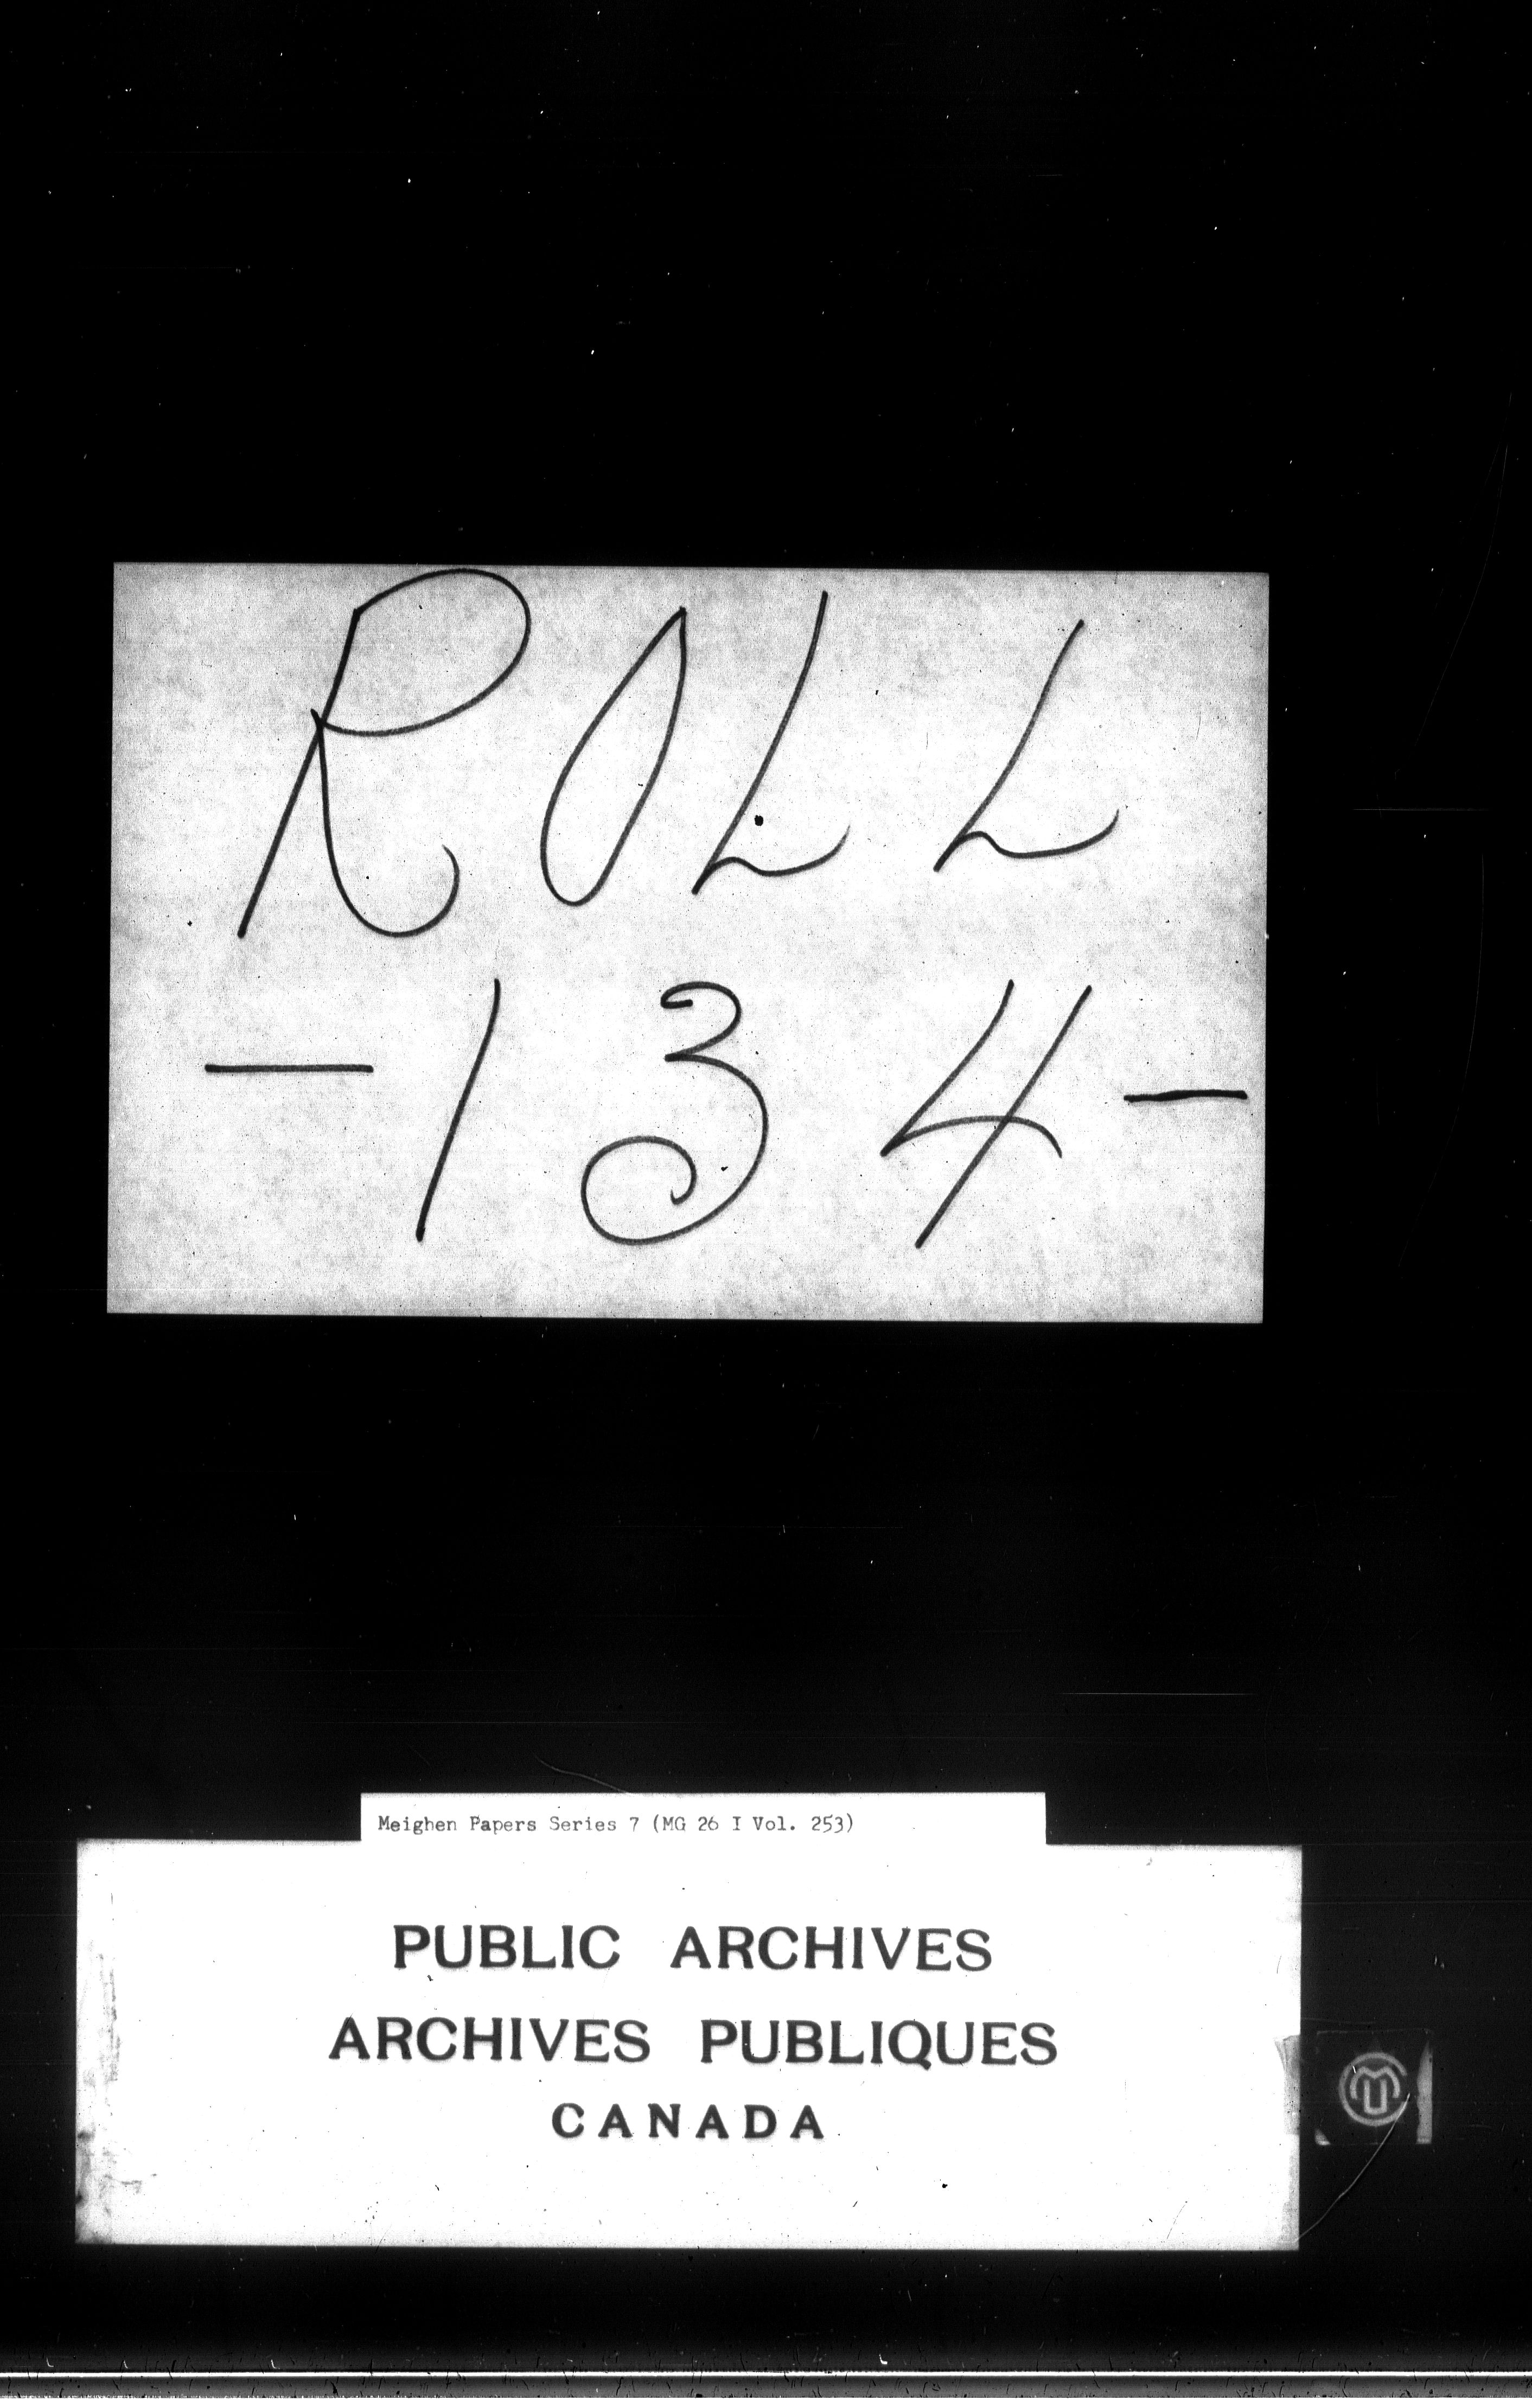 ROLL
-134-
Meighen Papers Series 7 (MG 26 I Vol. 253)
PUBLIC ARCHIVES
ARCHIVES PUBLIQUES
CANADA